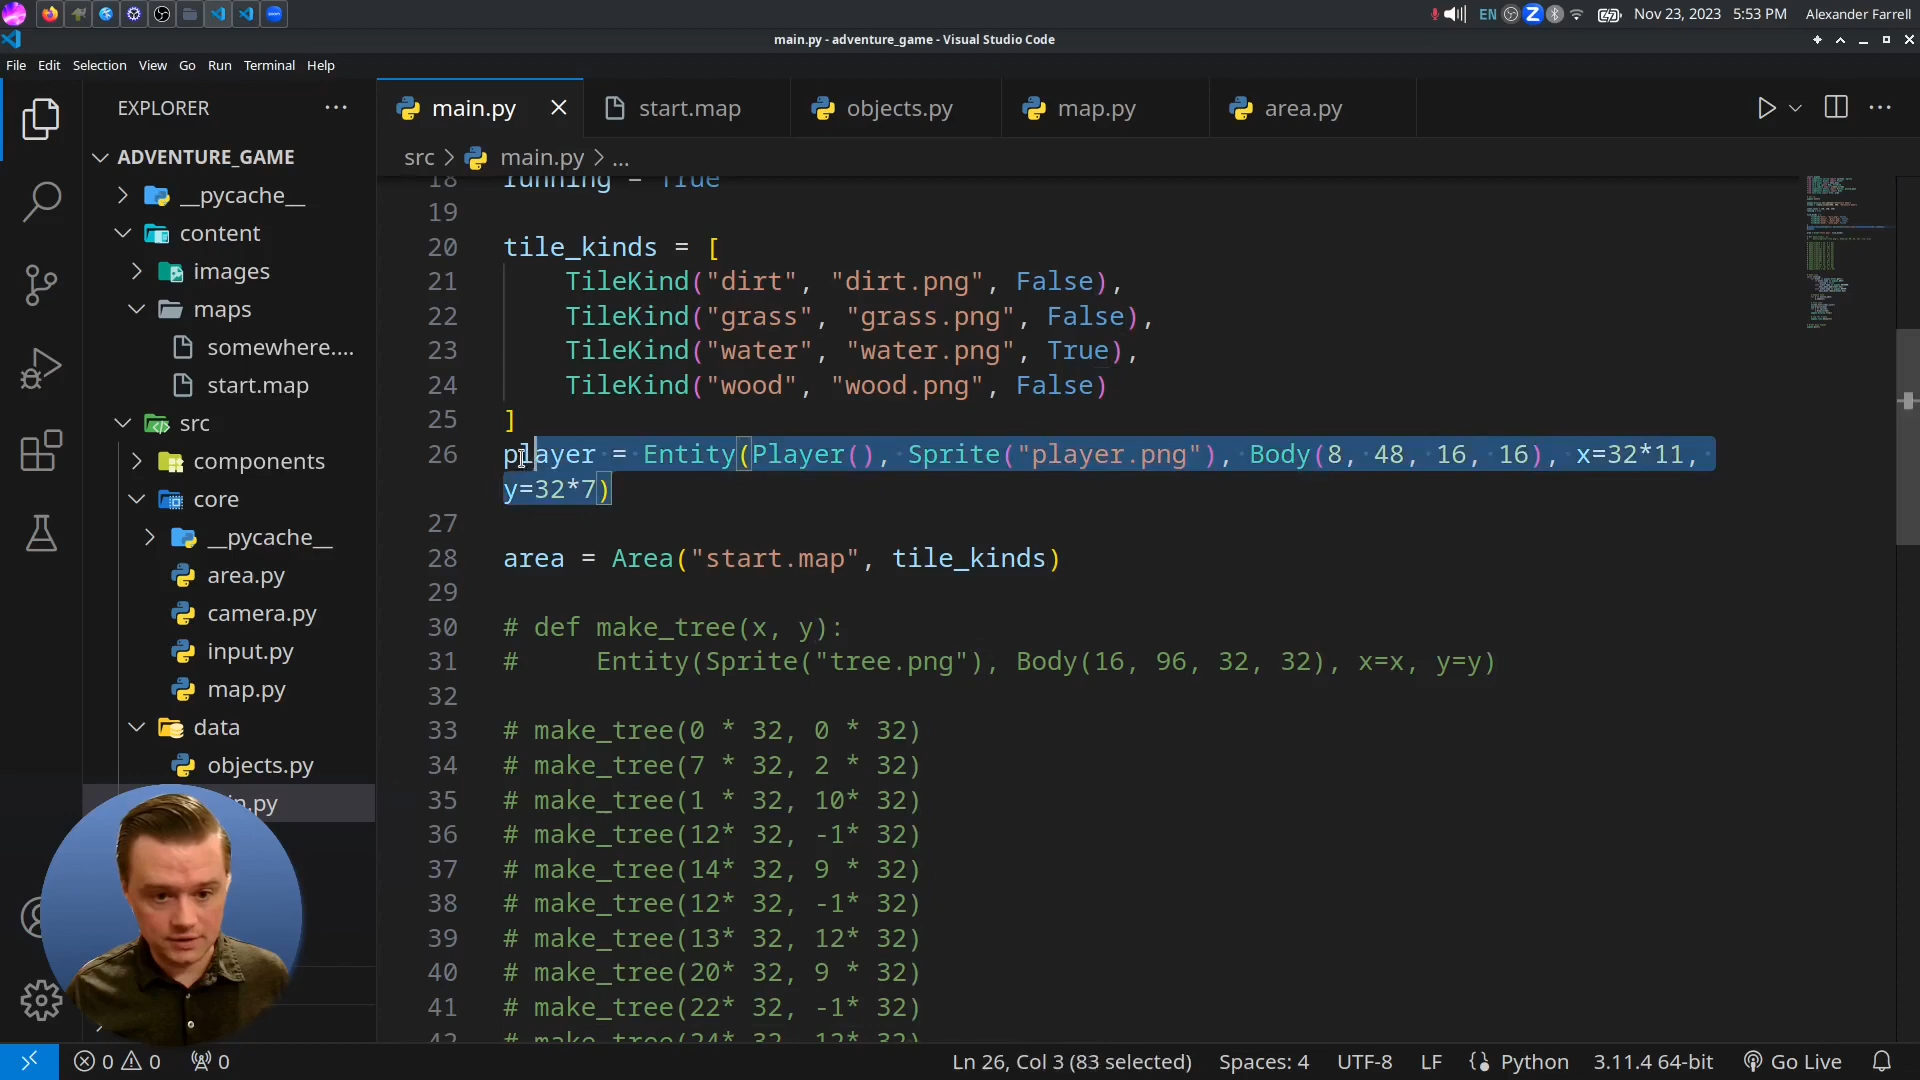 EN
Nov 23, 2023 5:53 PM Alexander Farrell
main.py - adventure_game - Visual Studio Code
File Edit Selection View Go Run Terminal Help
EXPLORER
main.py start.map objects.py map.py area.py
ADVENTURE_GAME
src > main.py > ...
__pycache__
content
images
maps
somewhere....
start.map
src
components
core
__pycache__
area.py
camera.py
input.py
map.py
data
objects.py
18 running = True
19
20 tile_kinds = [
21 TileKind("dirt", "dirt.png", False),
22 TileKind("grass", "grass.png", False),
23 TileKind("water", "water.png", True),
24 TileKind("wood", "wood.png", False)
25 ]
26 player = Entity(Player(), Sprite("player.png"), Body(8, 48, 16, 16), x=32*11,
y=32*7)
27
28 area = Area("start.map", tile_kinds)
29
30 # def make_tree(x, y):
31 # Entity(Sprite("tree.png"), Body(16, 96, 32, 32), x=x, y=y)
32
33 # make_tree(0 * 32, 0 * 32)
34 # make_tree(7 * 32, 2 * 32)
35 # make_tree(1 * 32, 10* 32)
36 # make_tree(12* 32, -1* 32)
37 # make_tree(14* 32, 9 * 32)
38 # make_tree(12* 32, -1* 32)
39 # make_tree(13* 32, 12* 32)
40 # make_tree(20* 32, 9 * 32)
41 # make_tree(22* 32, -1* 32)
42 # make_tree(24* 32, 12* 32)
0 0 0 Ln 26, Col 3 (83 selected) Spaces: 4 UTF-8 LF Python 3.11.4 64-bit Go Live